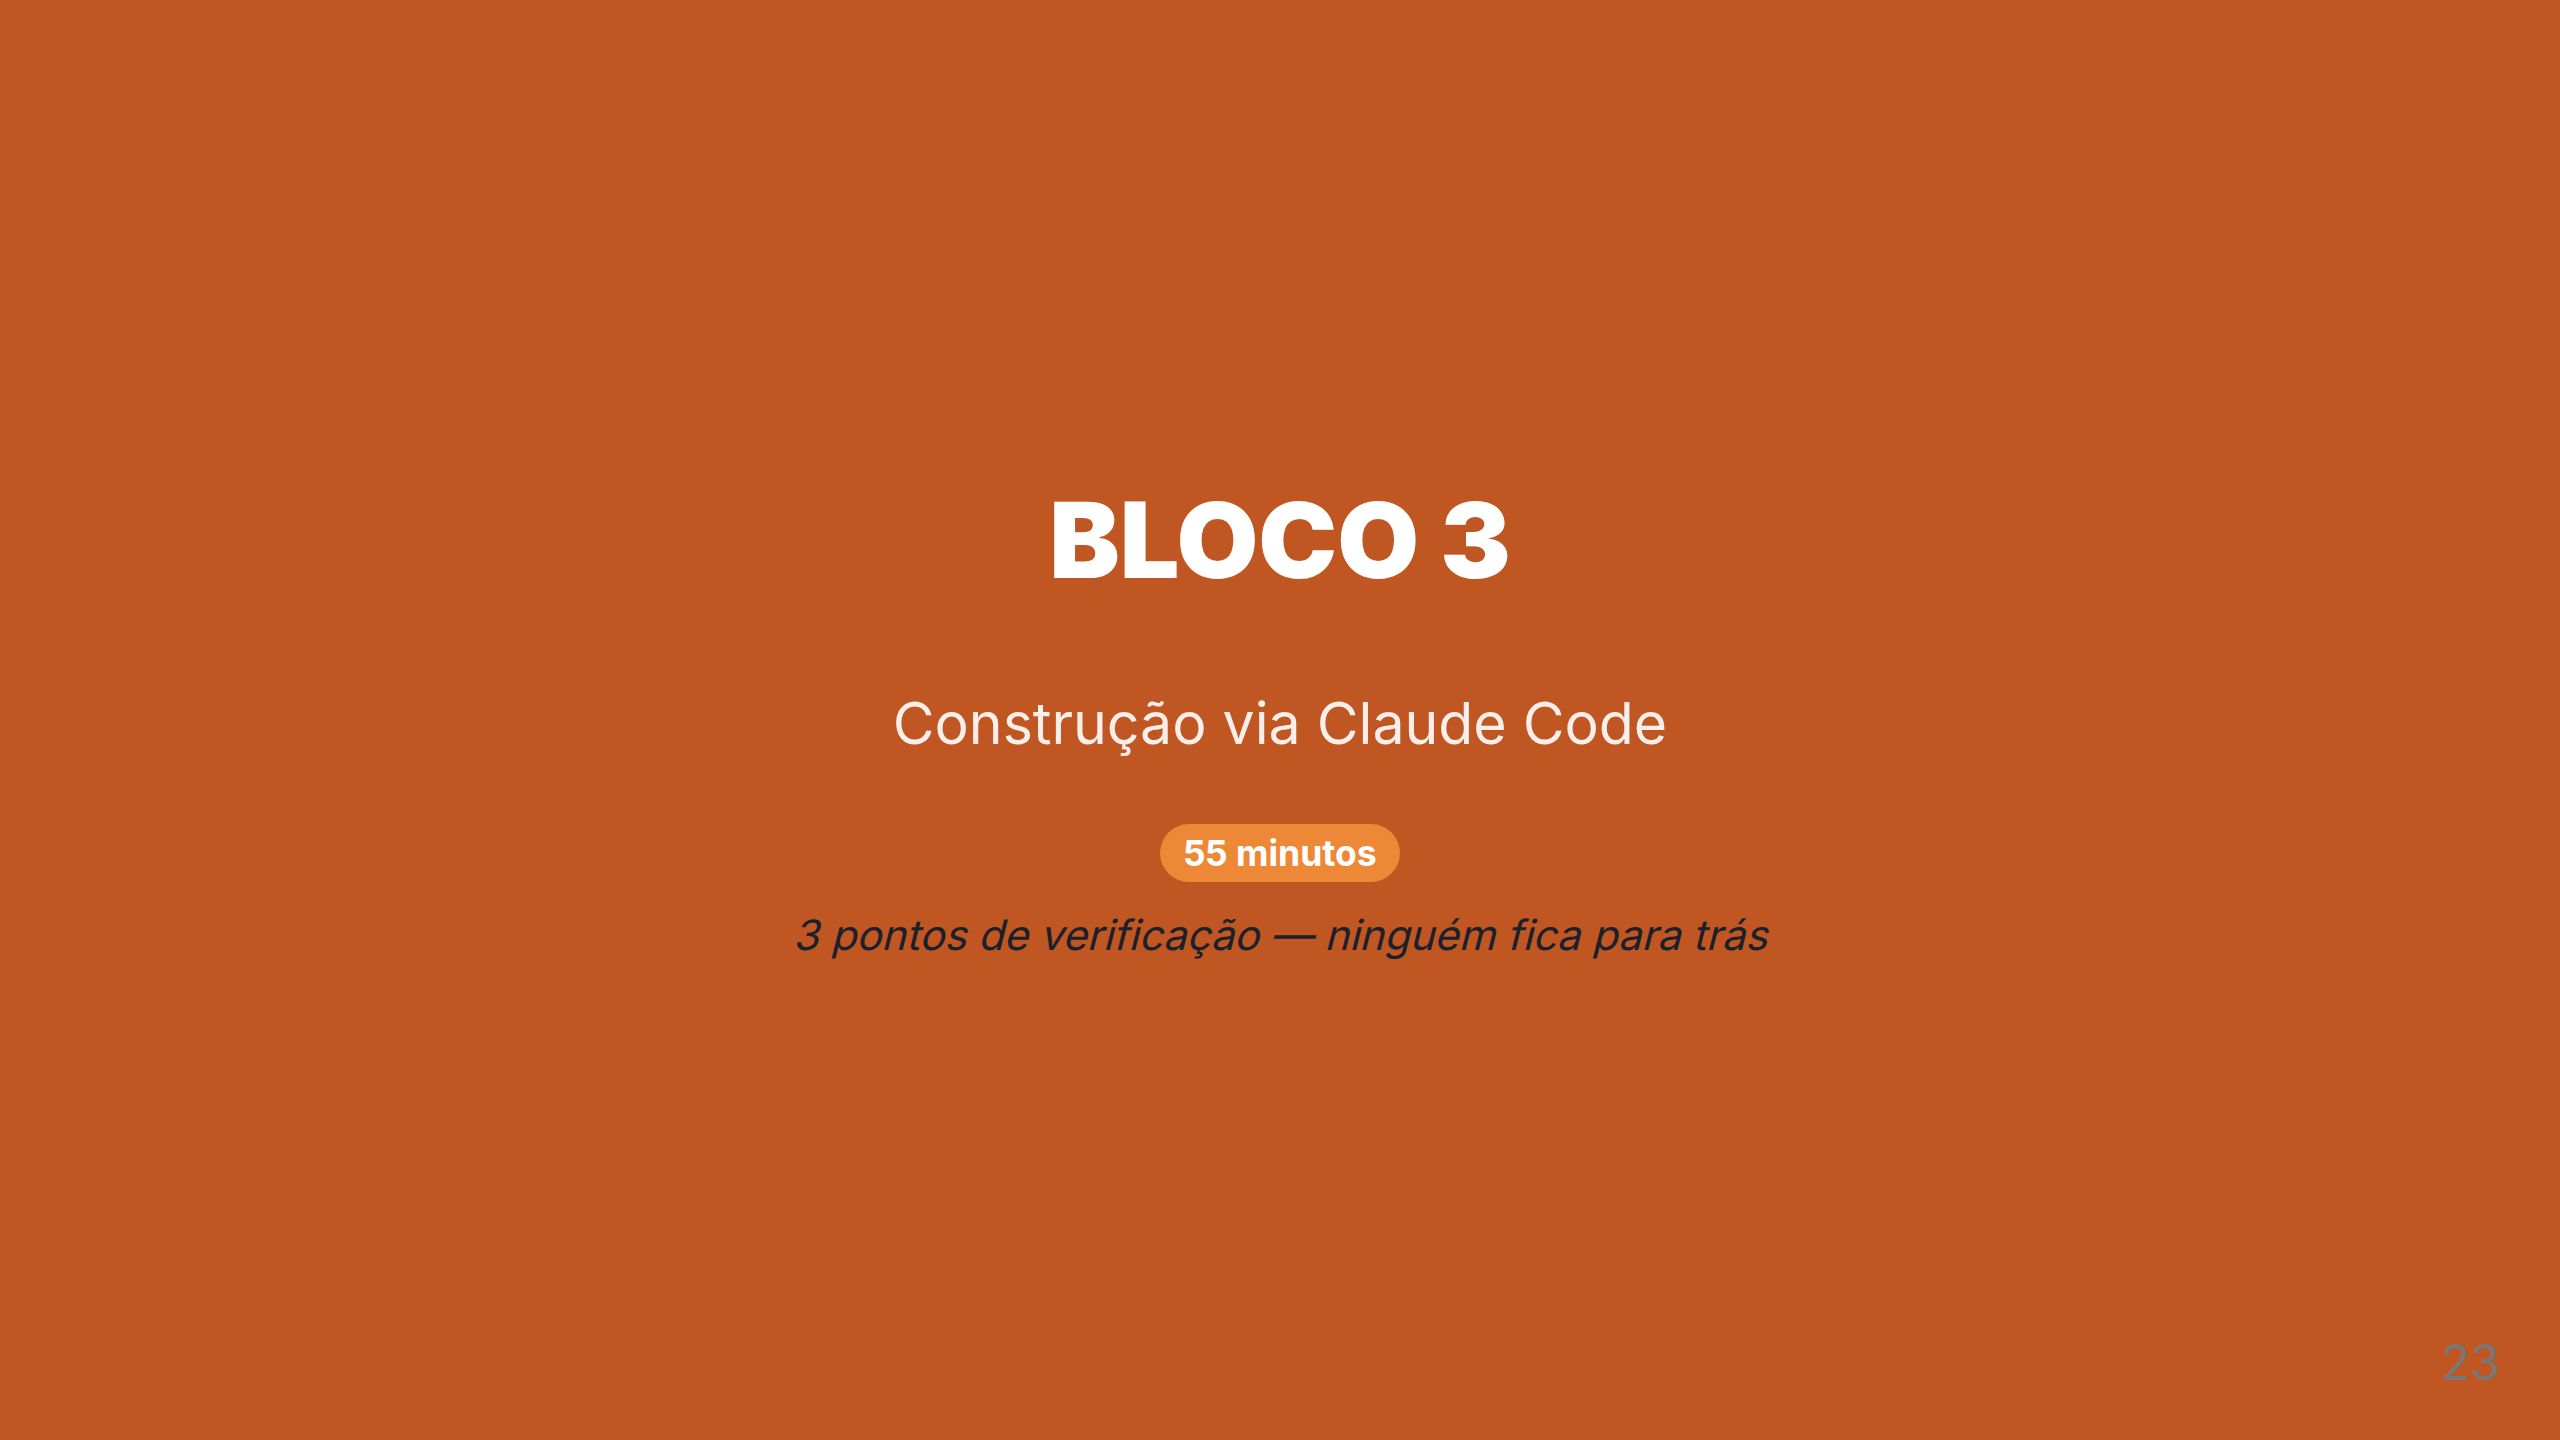 BLOCO 3
Construção via Claude Code
55 minutos
3 pontos de verificação — ninguém fica para trás
23